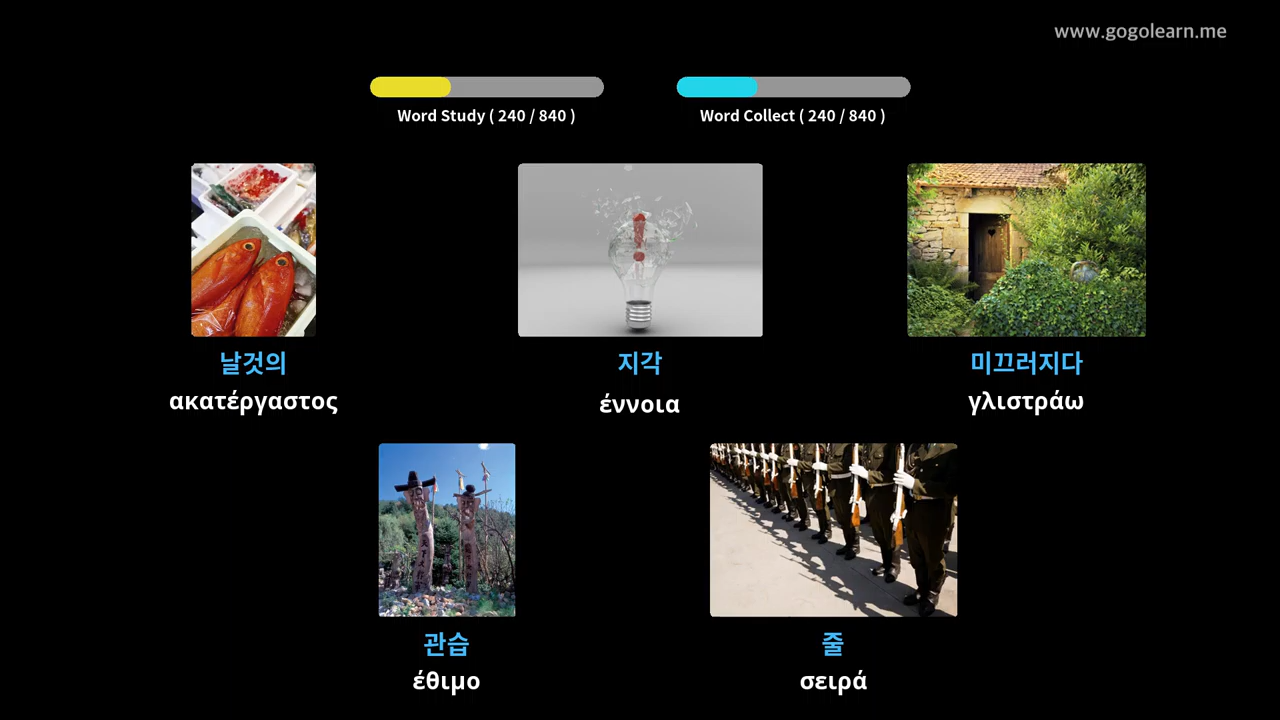 www.gogolearn.me
Word Study ( 240 / 840 )
Word Collect ( 240 / 840 )
날것의
ακατέργαστος
지각
έννοια
미끄러지다
γλιστράω
관습
έθιμο
줄
σειρά